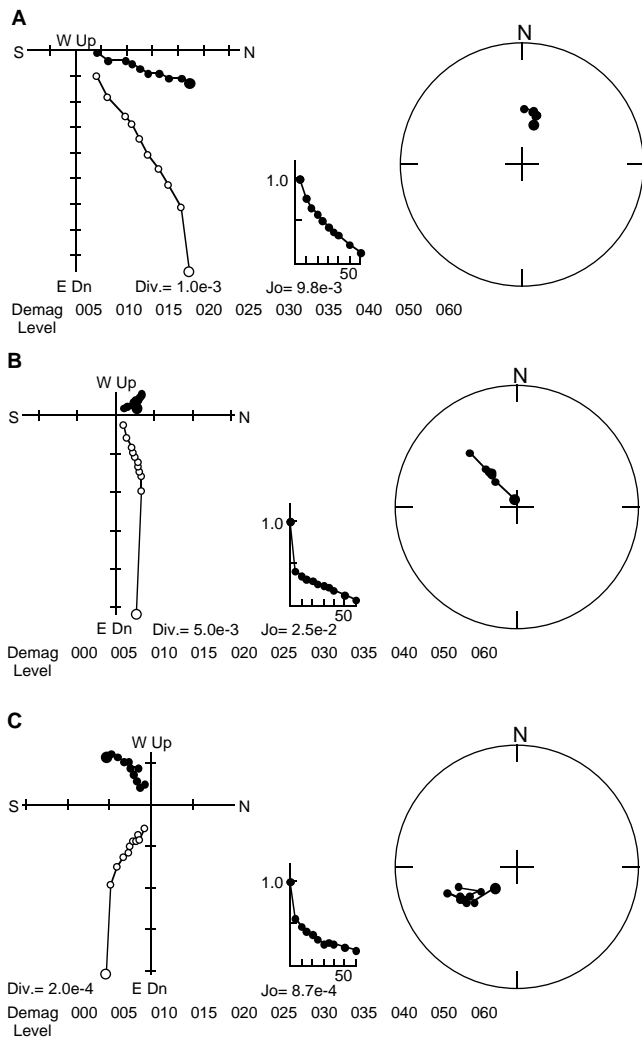 A
W Up
N
S
N
1.0
50
E Dn
Div.= 1.0e-3
Jo= 9.8e-3
Demag 005 010 015 020 025 030 035 040 050 060
Level
B
W Up
N
S
N
1.0
50
E Dn
Div.= 5.0e-3
Jo= 2.5e-2
Demag 000 005 010 015 020 025 030 035 040 050 060
Level
C
W Up
N
S
N
1.0
50
Div.= 2.0e-4
E Dn
Jo= 8.7e-4
Demag 000 005 010 015 020 025 030 035 040 050 060
Level